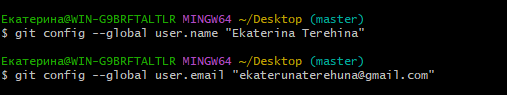 Екатерина@WIN-G9BRFTALTLR MINGW64 ~/Desktop (master)
$ git config --global user.name "Ekaterina Terehina"
Екатерина@WIN-G9BRFTALTLR MINGW64 ~/Desktop (master)
$ git config --global user.email "ekaterunaterehuna@gmail.com"